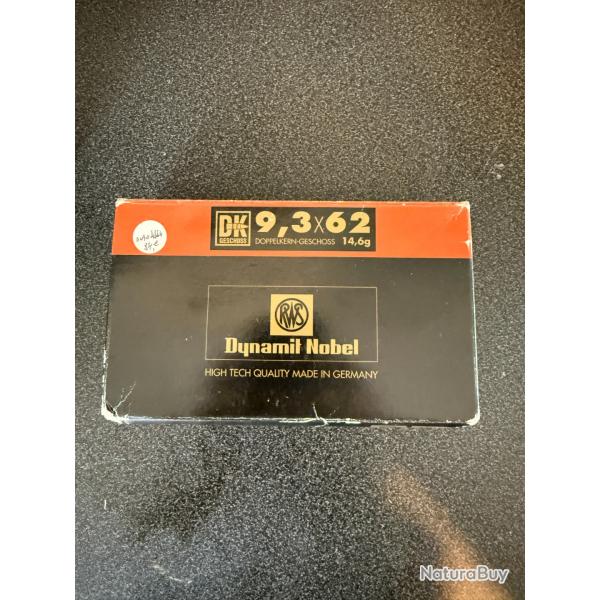 DK
GESCHOSS
9,3x62
DOPPELKERN-GESCHOSS 14,6g
RWS
Dynamit Nobel
HIGH TECH QUALITY MADE IN GERMANY
NaturaBuy